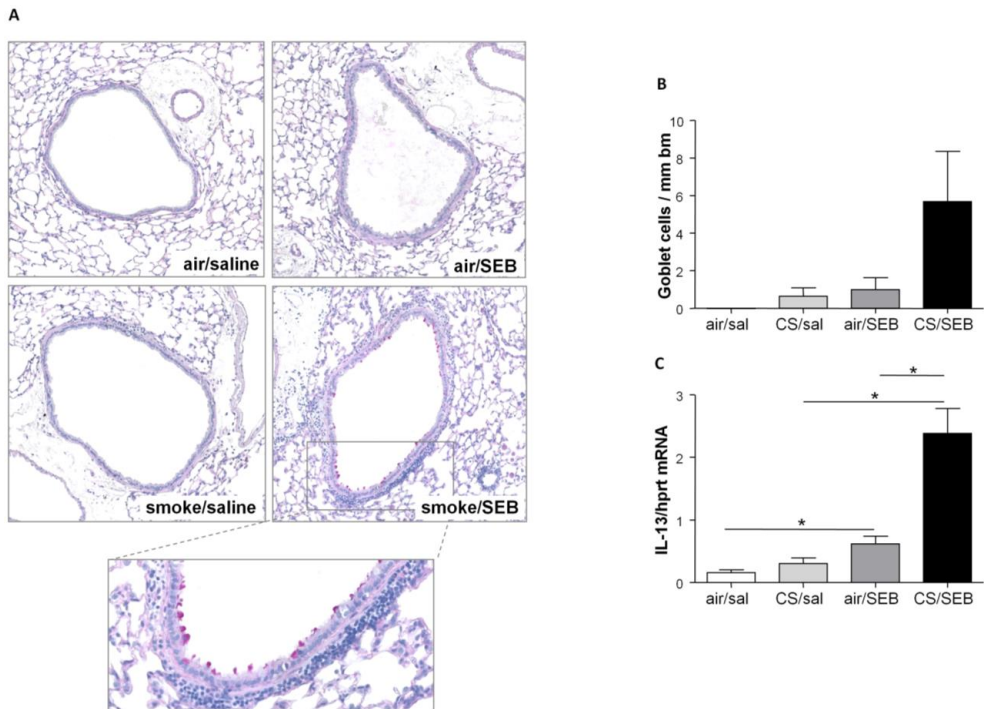 A
air/saline
air/SEB
smoke/saline
smoke/SEB
B
Goblet cells / mm bm
10
8
6
4
2
0
air/sal CS/sal air/SEB CS/SEB
C
IL-13/hprt mRNA
3
2
1
0
*
*
*
air/sal CS/sal air/SEB CS/SEB